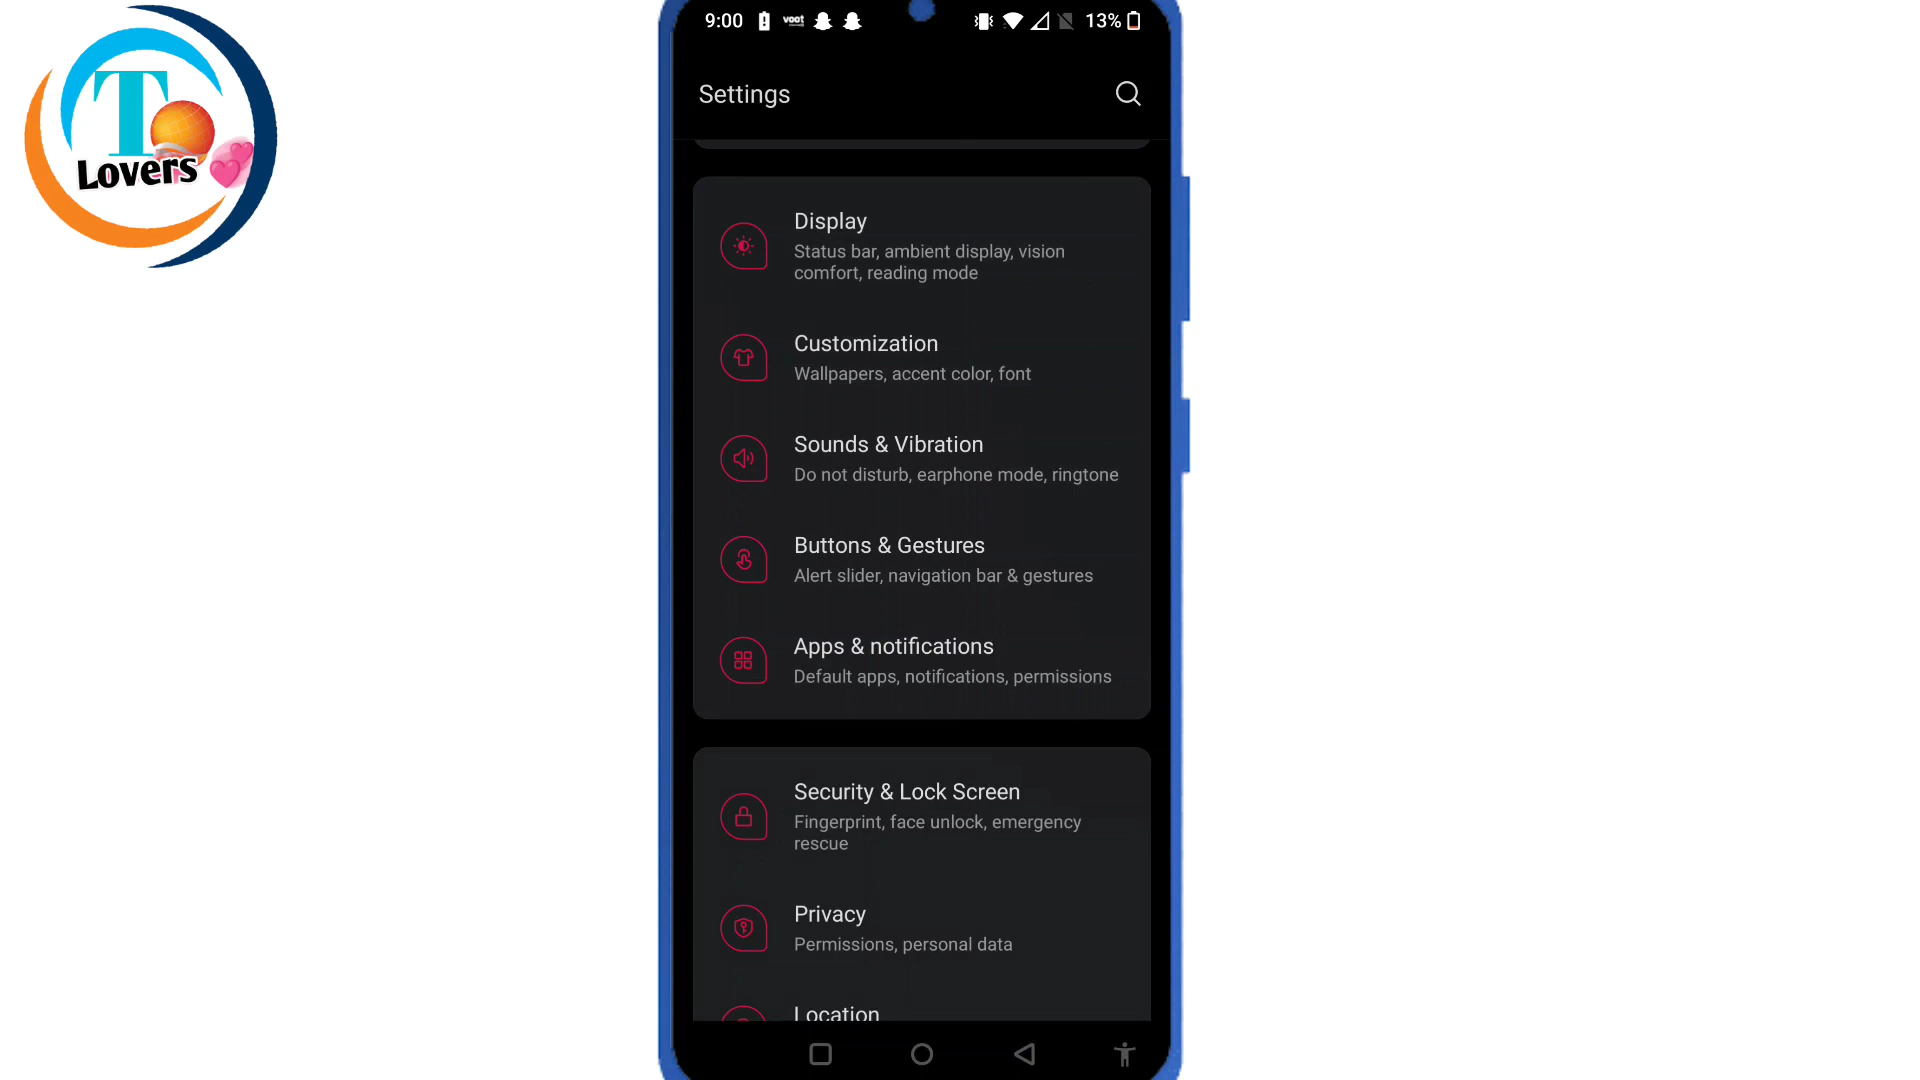 T
Lovers
9:00
voot
13%
Settings
Display
Status bar, ambient display, vision
comfort, reading mode
Customization
Wallpapers, accent color, font
Sounds & Vibration
Do not disturb, earphone mode, ringtone
Buttons & Gestures
Alert slider, navigation bar & gestures
Apps & notifications
Default apps, notifications, permissions
Security & Lock Screen
Fingerprint, face unlock, emergency
rescue
Privacy
Permissions, personal data
Location